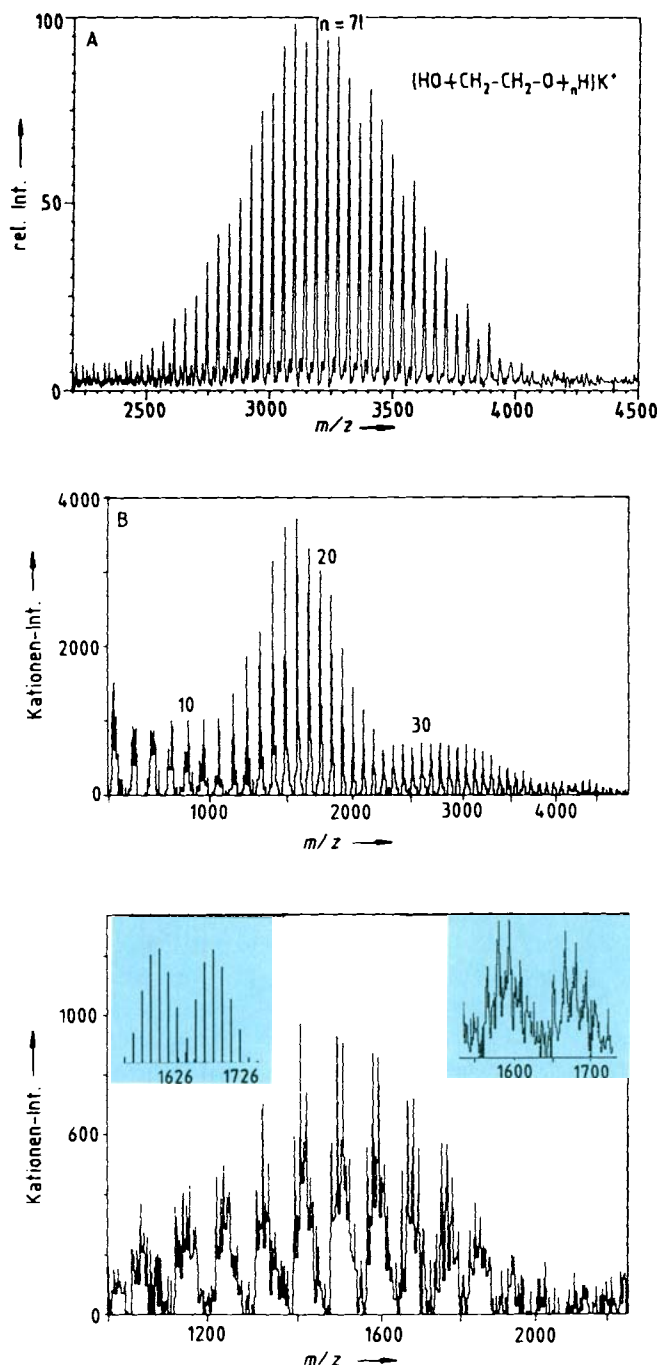 100
A
n = 71
(HO+CH₂-CH₂-O+ₙH)K⁺
rel. Int. →
50
0
2500 3000 3500 4000 4500
m/z →
4000
B
Kationen-Int. →
20
2000
10
30
0
1000 2000 3000 4000
m/z →
1000
Kationen-Int. →
600
0
1626 1726
1600 1700
1200 1600 2000
m/z →